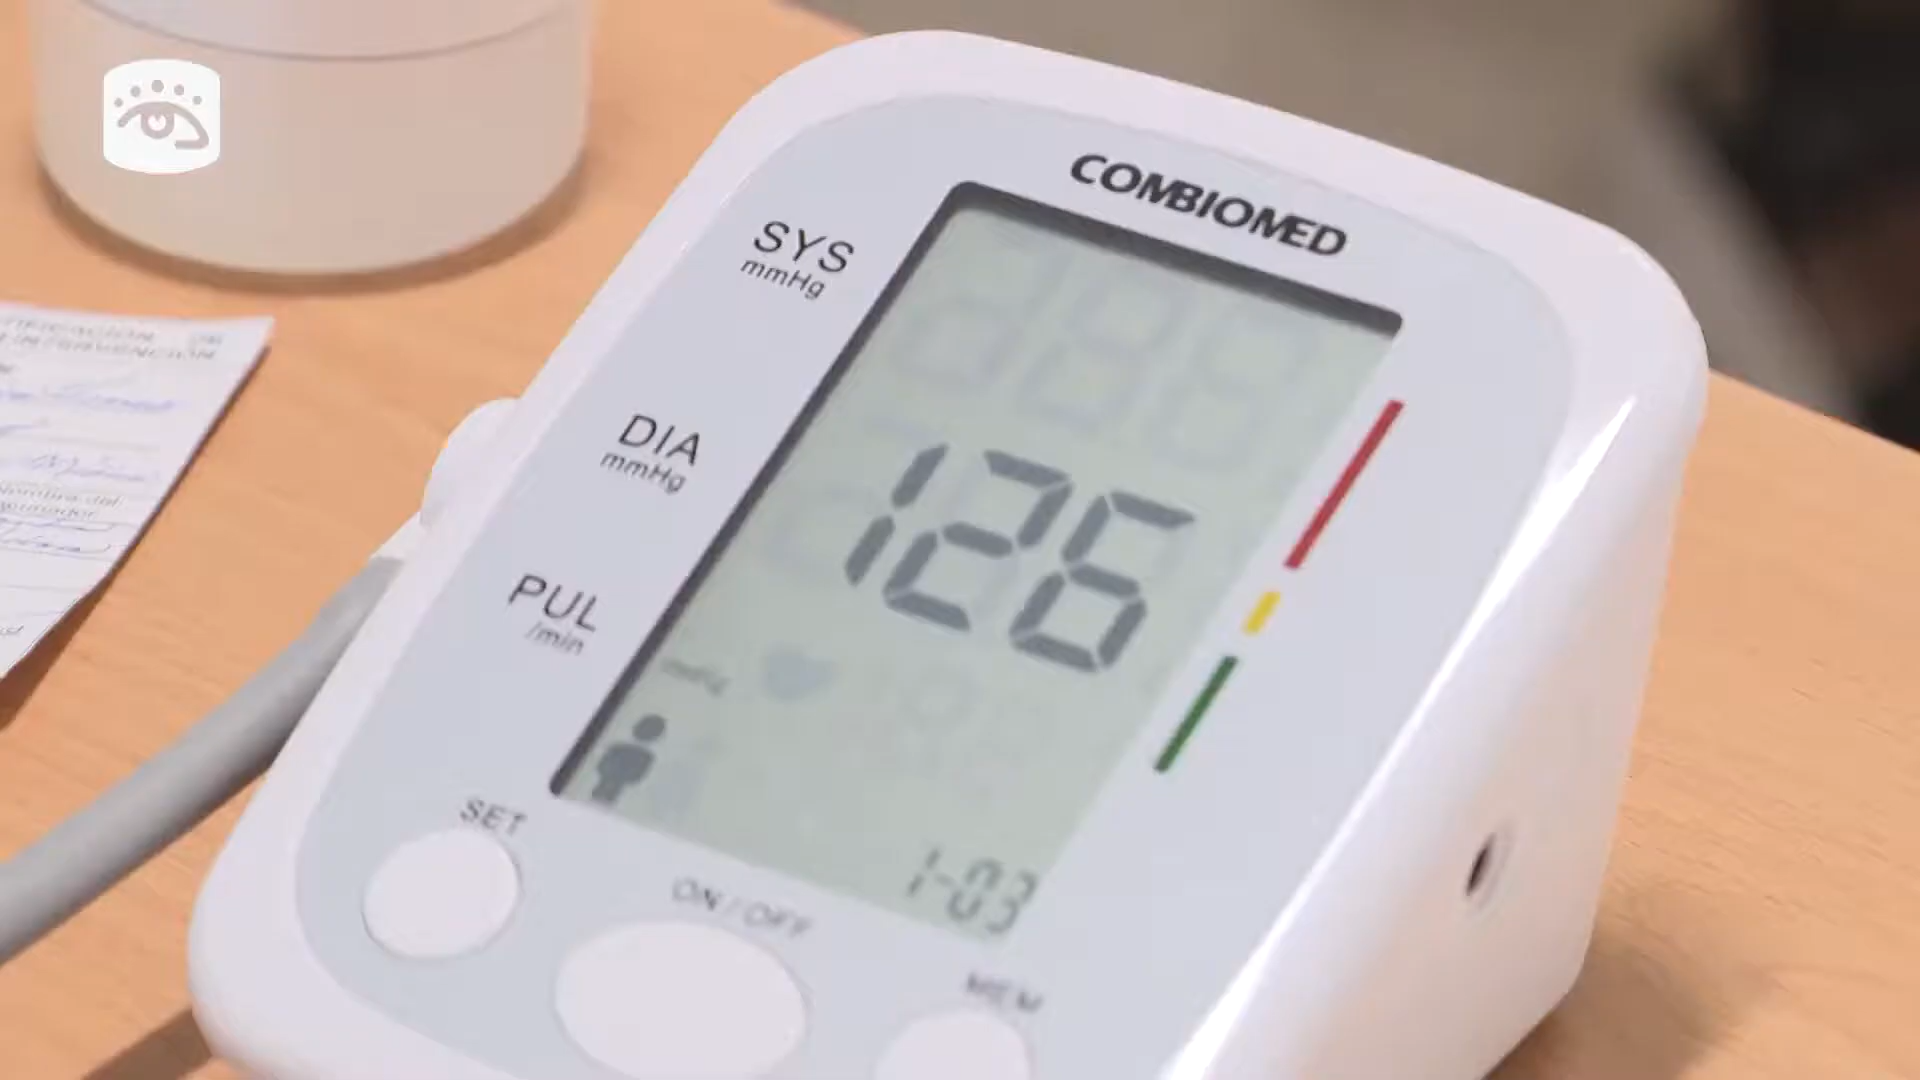 COMBIOMED
SYS
mmHg
DIA
mmHg
126
PUL
/min
SET
1-03
ON / OFF
MEM